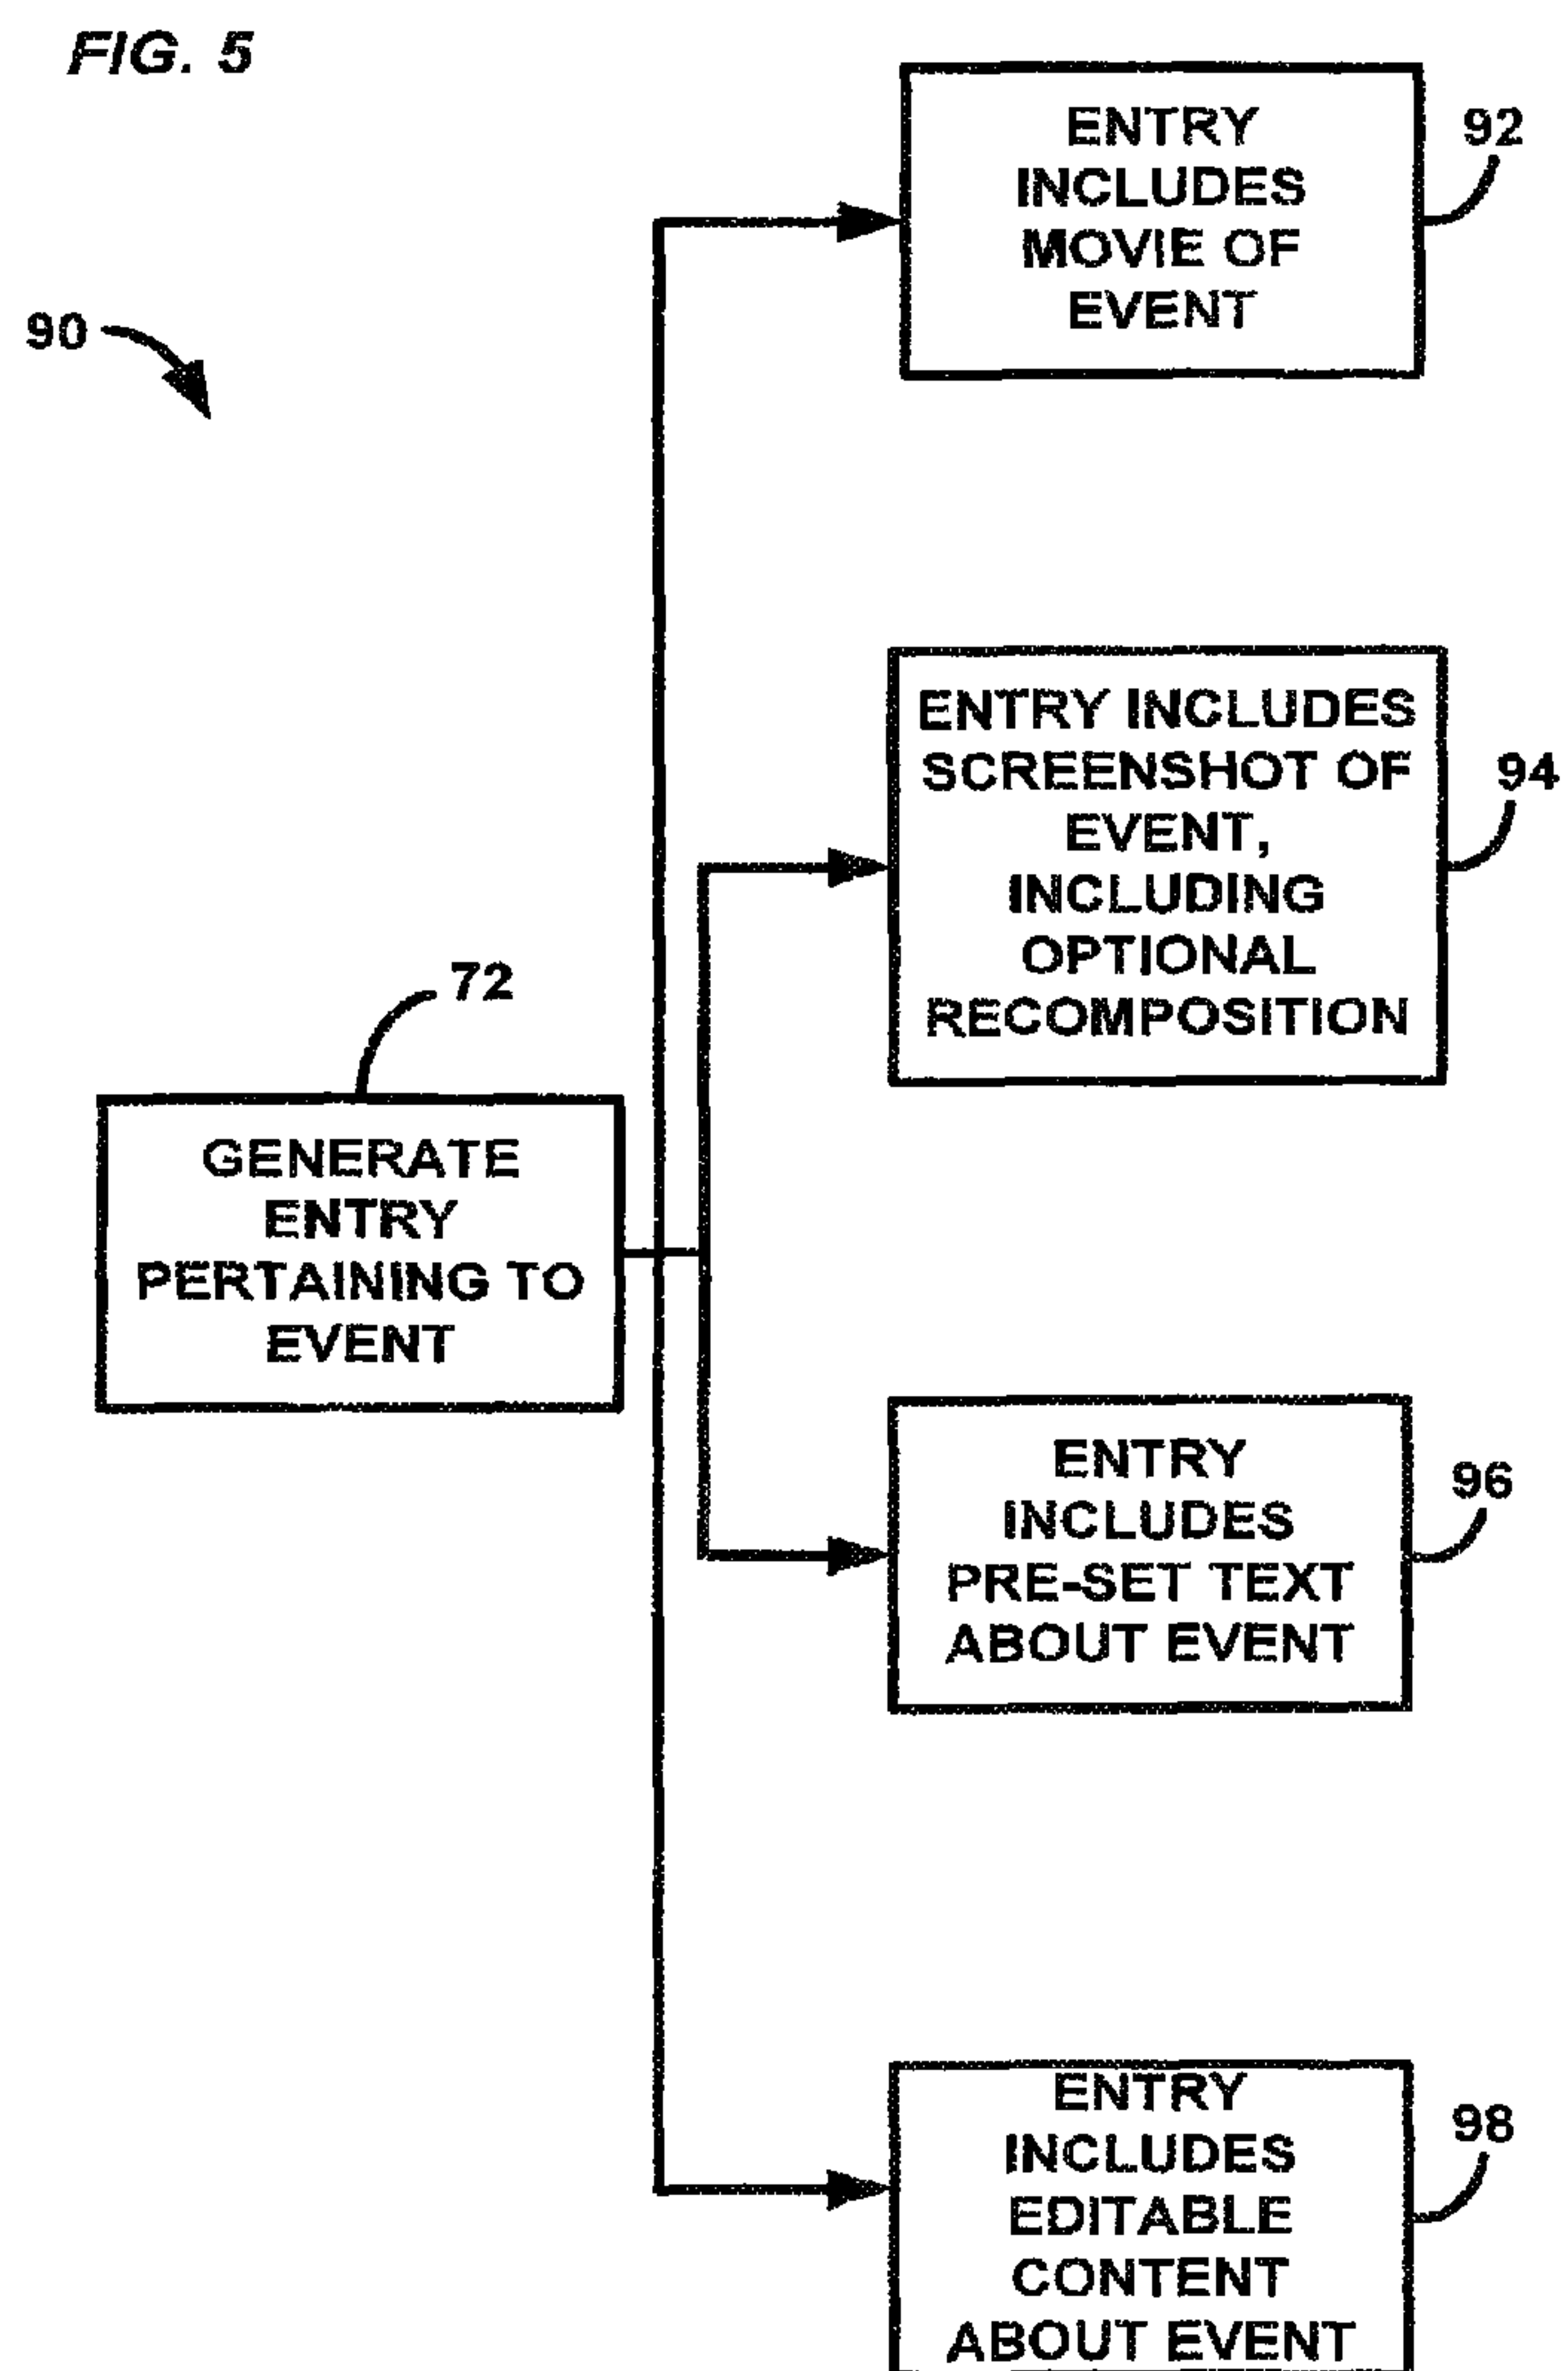 FIG. 5
ENTRY
INCLUDES
MOVIE OF
EVENT
92
90
ENTRY INCLUDES
SCREENSHOT OF
EVENT,
INCLUDING
OPTIONAL
RECOMPOSITION
94
72
GENERATE
ENTRY
PERTAINING TO
EVENT
ENTRY
INCLUDES
PRE-SET TEXT
ABOUT EVENT
96
ENTRY
INCLUDES
EDITABLE
CONTENT
ABOUT EVENT
98